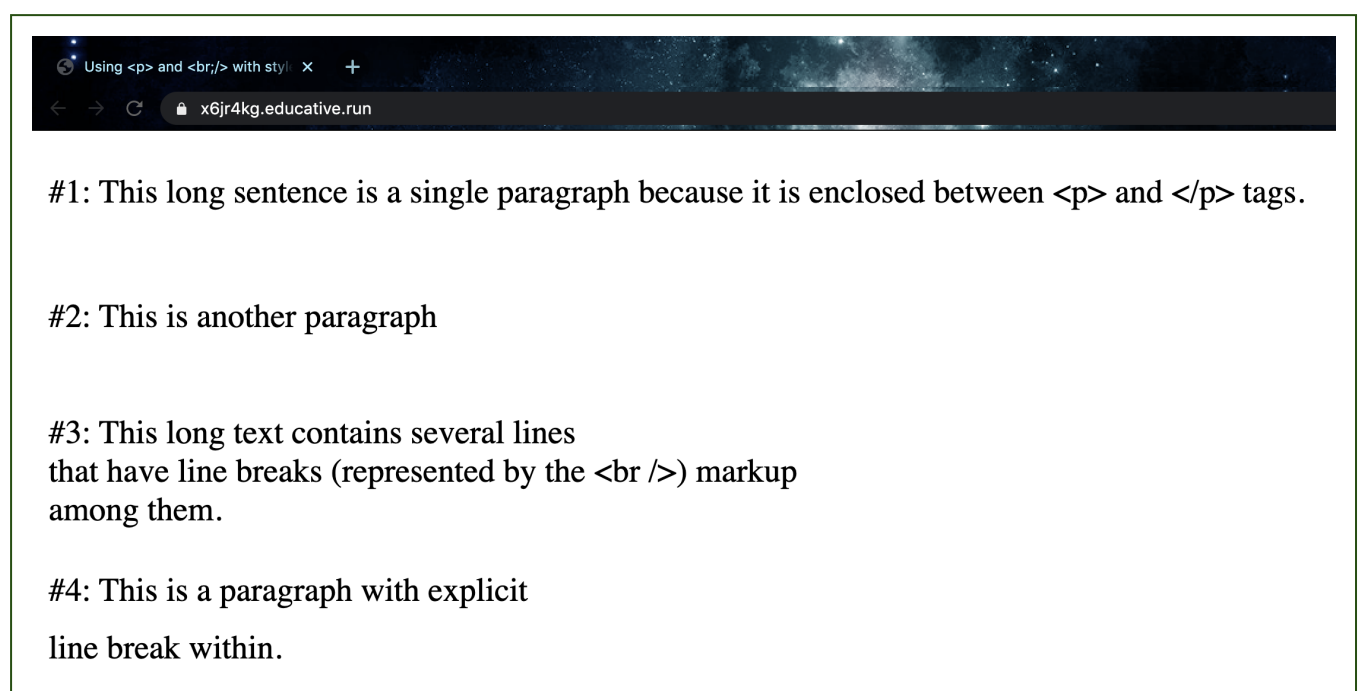 Using <p> and <br;/> with styl
x6jr4kg.educative.run
#1: This long sentence is a single paragraph because it is enclosed between <p> and </p> tags.
#2: This is another paragraph
#3: This long text contains several lines
that have line breaks (represented by the <br />) markup
among them.
#4: This is a paragraph with explicit
line break within.